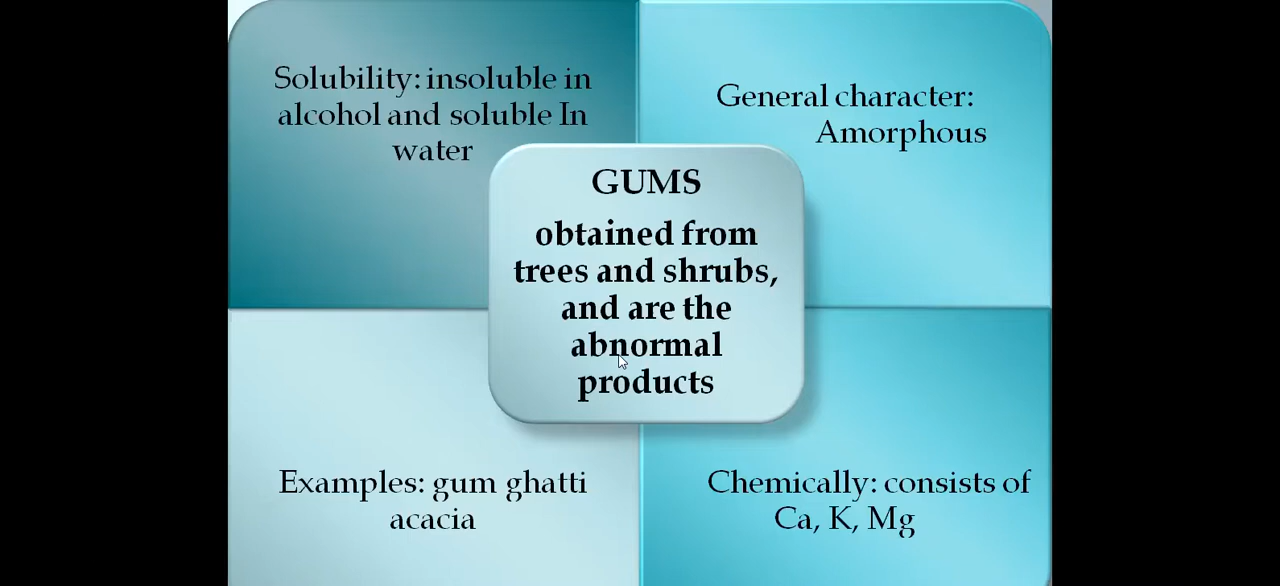 Solubility: insoluble in
alcohol and soluble In
water
General character:
Amorphous
GUMS
obtained from
trees and shrubs,
and are the
abnormal
products
Examples: gum ghatti
acacia
Chemically: consists of
Ca, K, Mg